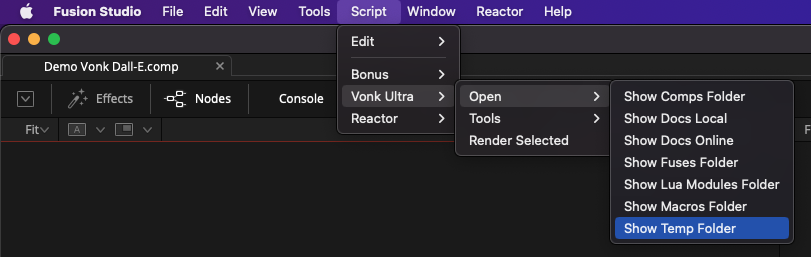 Fusion Studio File Edit View Tools Script Window Reactor Help
Demo Vonk Dall-E.comp ×
Effects Nodes Console
Fit A
Edit
Bonus
Vonk Ultra
Reactor
Open
Tools
Render Selected
Show Comps Folder
Show Docs Local
Show Docs Online
Show Fuses Folder
Show Lua Modules Folder
Show Macros Folder
Show Temp Folder
F